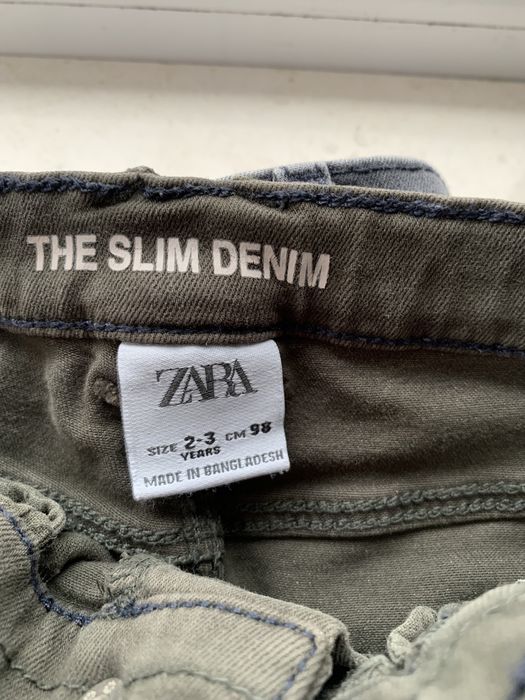 THE SLIM DENIM
ZARA
SIZE 2-3 CM 98
YEARS
MADE IN BANGLADESH